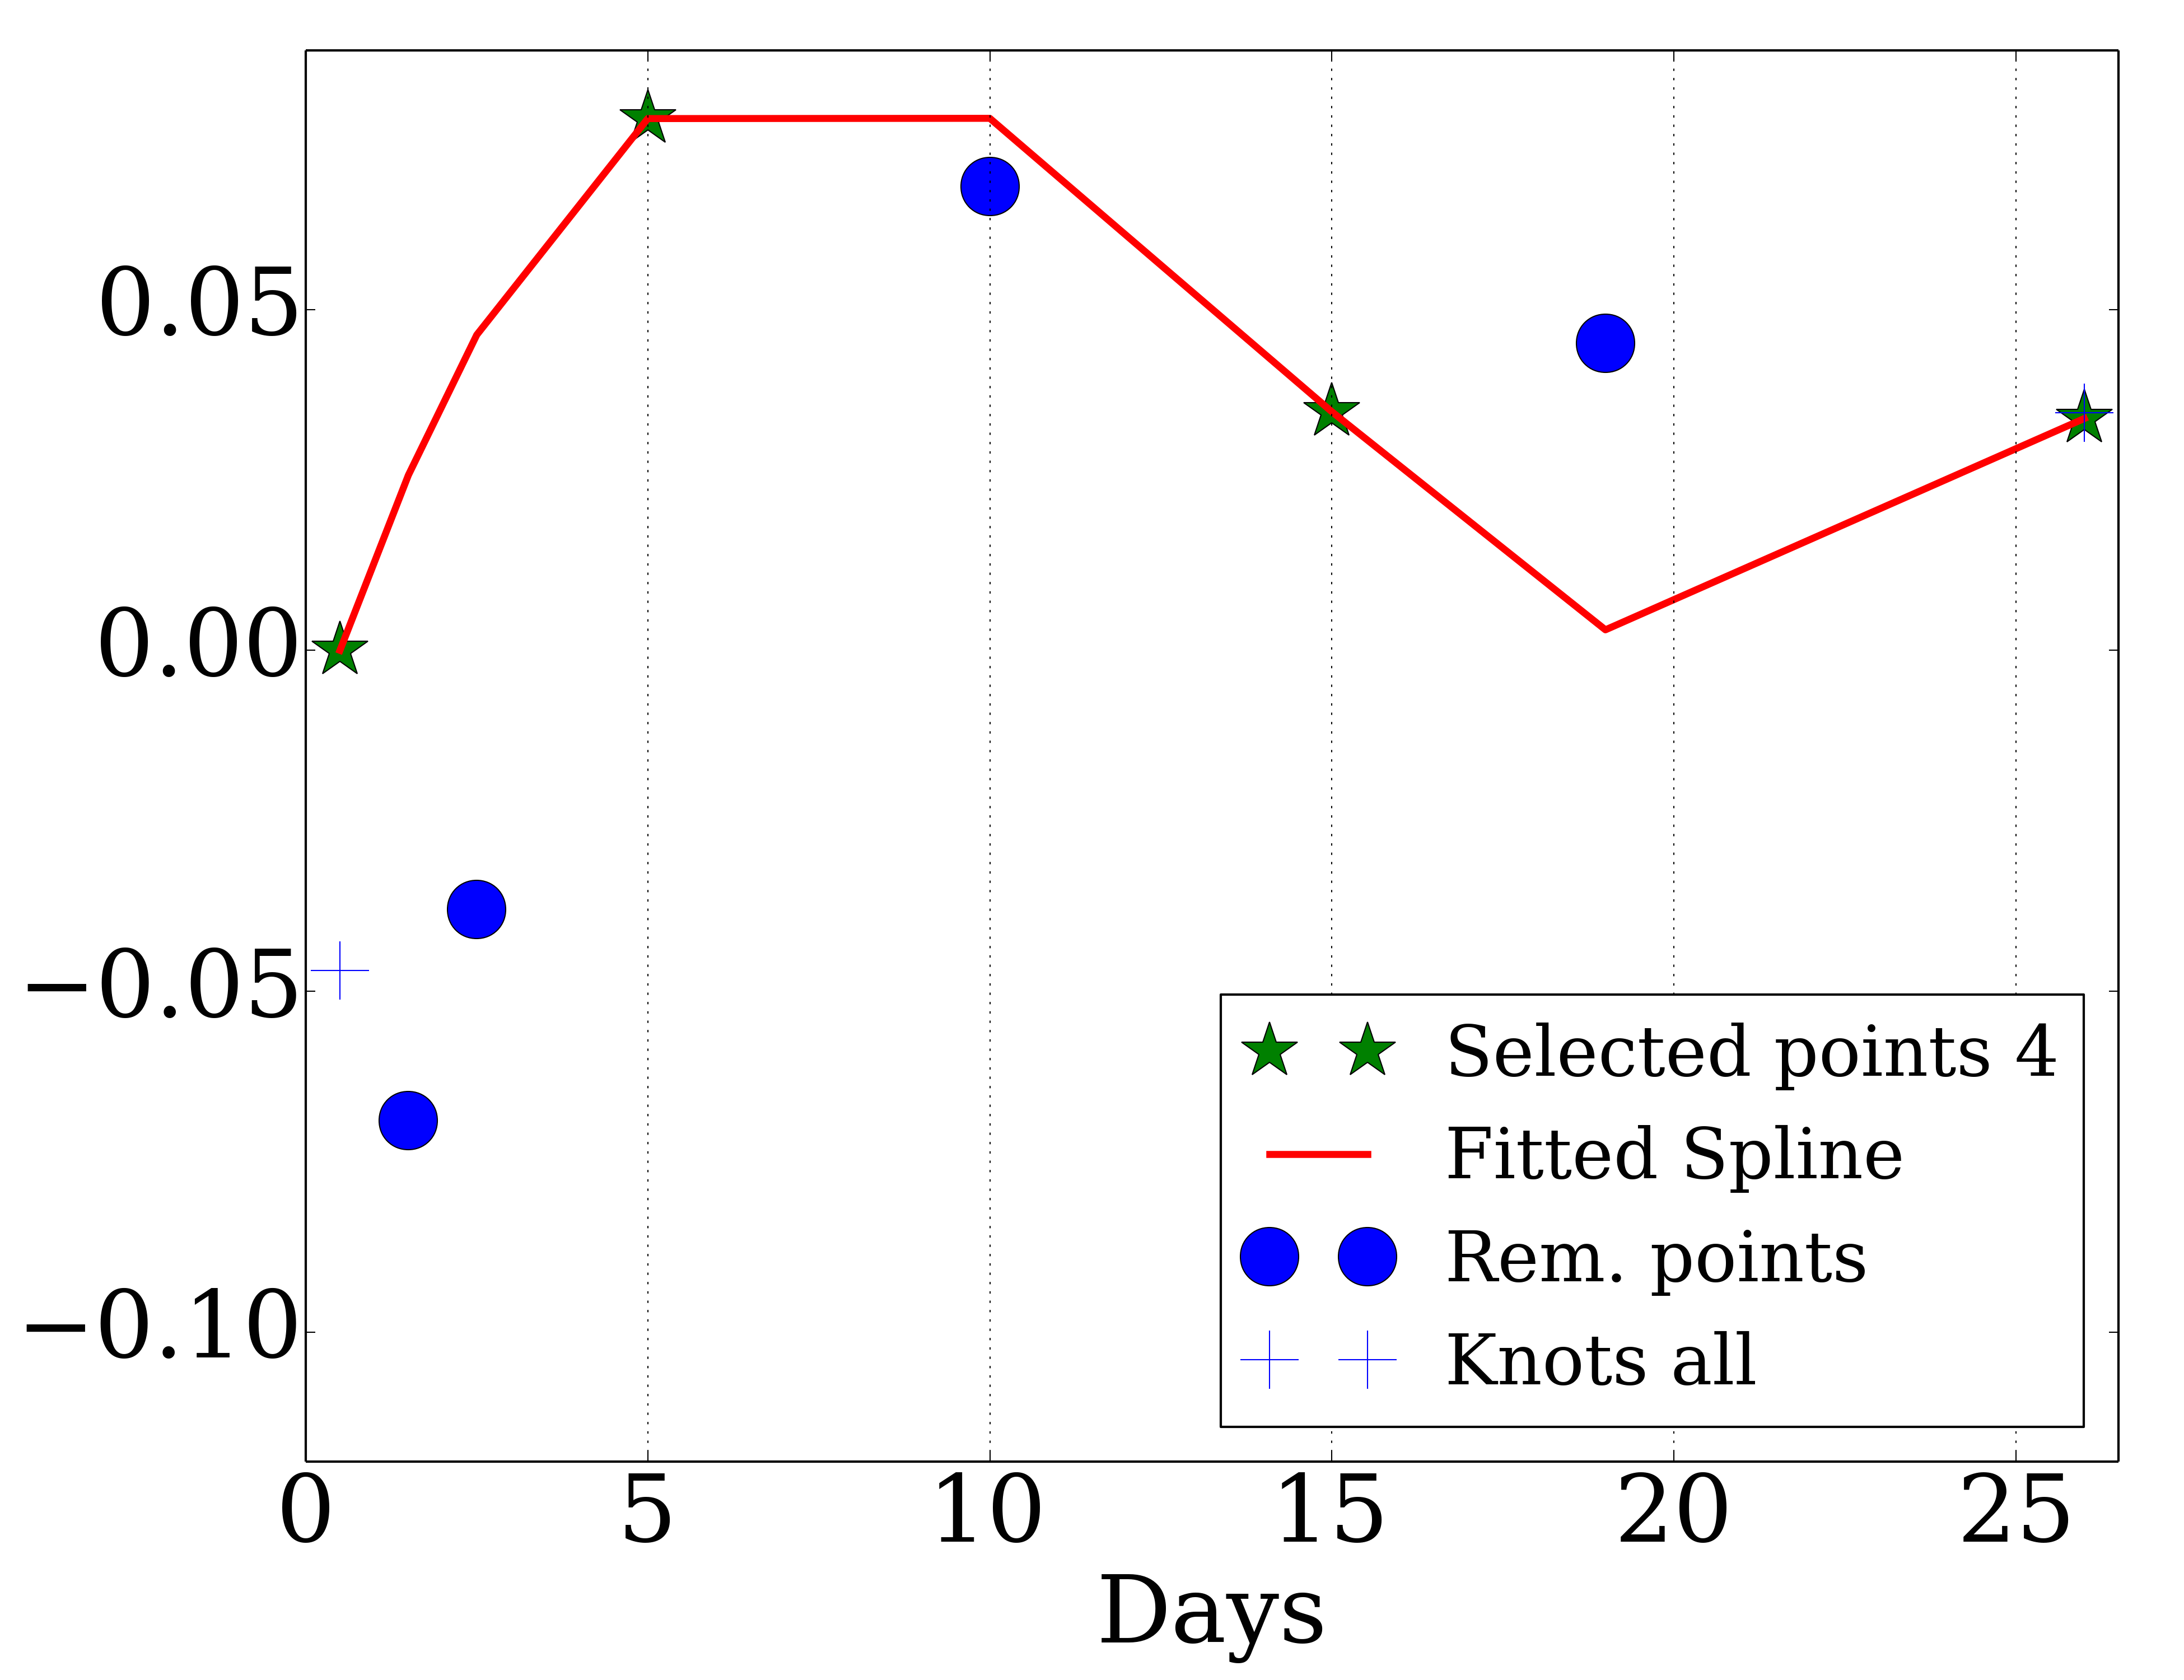 0.05
0.00
−0.05
−0.10
Selected points 4
Fitted Spline
Rem. points
Knots all
0 5 10 15 20 25
Days